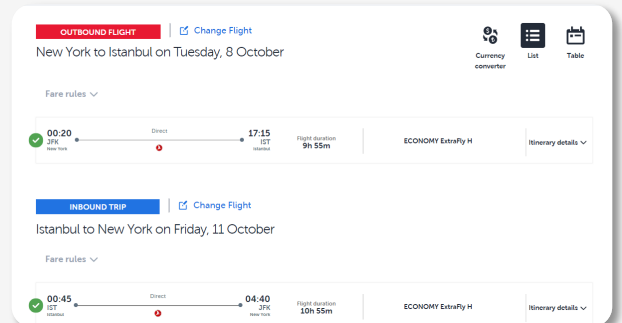 OUTBOUND FLIGHT Change Flight
New York to Istanbul on Tuesday, 8 October
Currency converter
List
Table
Fare rules
00:20 Direct 17:15
JFK IST
New York Istanbul
Flight duration
9h 55m
ECONOMY ExtraFly H
Itinerary details
INBOUND TRIP Change Flight
Istanbul to New York on Friday, 11 October
Fare rules
00:45 Direct 04:40
IST JFK
Istanbul New York
Flight duration
10h 55m
ECONOMY ExtraFly H
Itinerary details